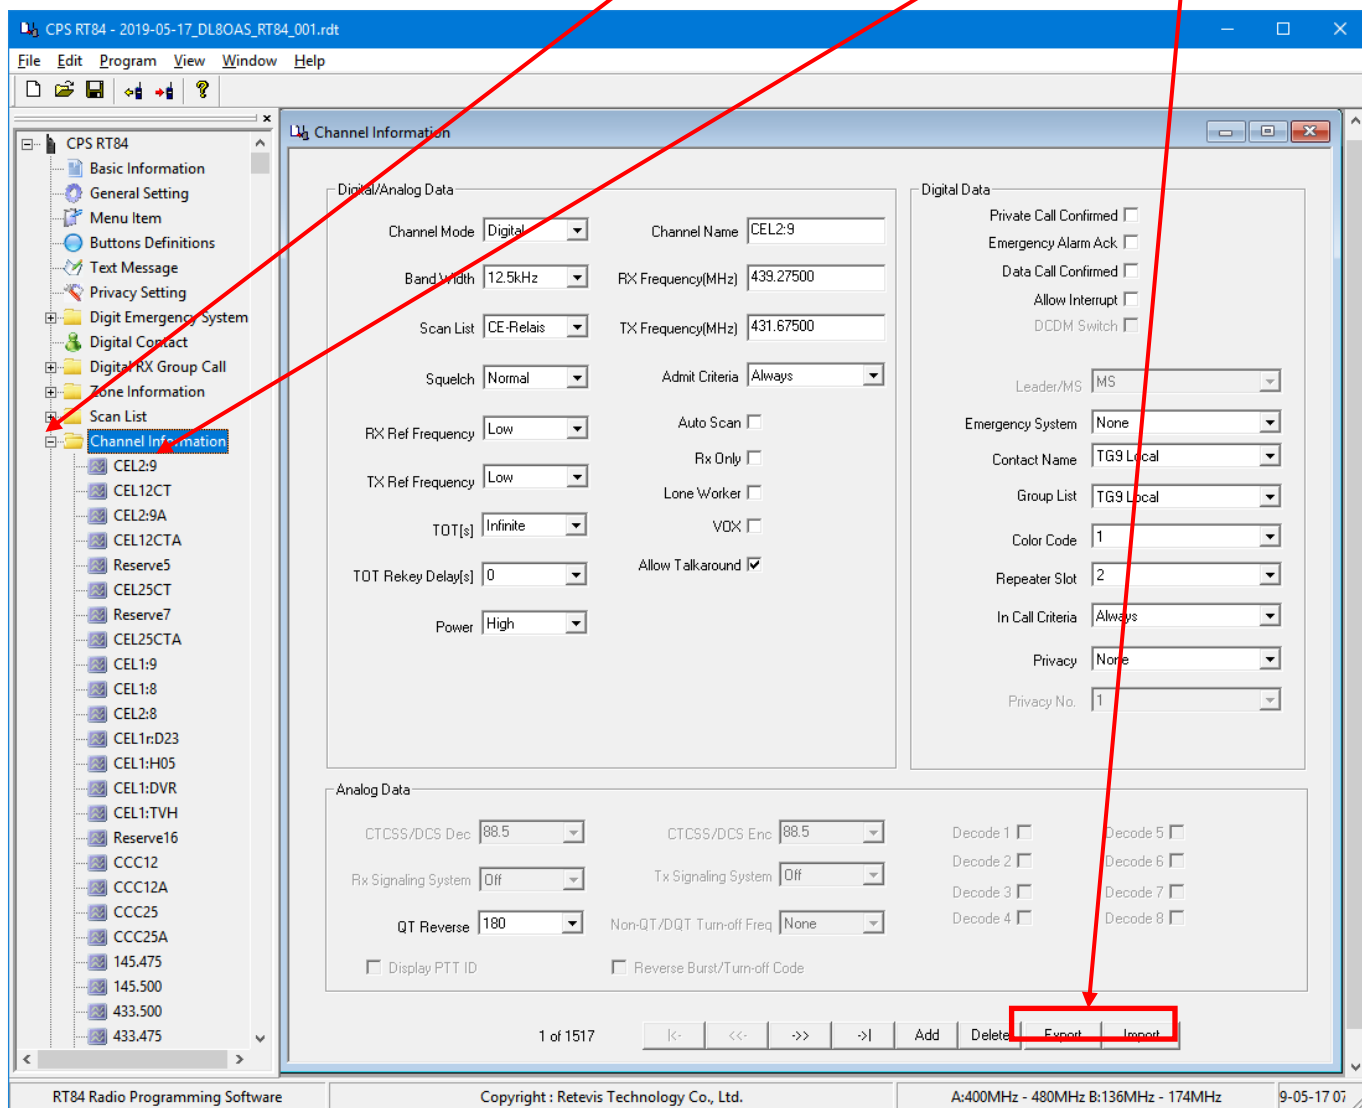 CPS RT84 - 2019-05-17_DL8OAS_RT84_001.rdt
File Edit Program View Window Help
CPS RT84
Basic Information
General Setting
Menu Item
Buttons Definitions
Text Message
Privacy Setting
Digit Emergency System
Digital Contact
Digital RX Group Call
Zone Information
Scan List
Channel Information
CEL2:9
CEL12CT
CEL2:9A
CEL12CTA
Reserve5
CEL25CT
Reserve7
CEL25CTA
CEL1:9
CEL1:8
CEL2:8
CEL1r:D23
CEL1:H05
CEL1:DVR
CEL1:TVH
Reserve16
CCC12
CCC12A
CCC25
CCC25A
145.475
145.500
433.500
433.475
Channel Information
Digital/Analog Data
Channel Mode Digital
Band Width 12.5kHz
Scan List CE-Relais
Squelch Normal
RX Ref Frequency Low
TX Ref Frequency Low
TOT[s] Infinite
TOT Rekey Delay[s] 0
Power High
Channel Name CEL2:9
RX Frequency(MHz) 439.27500
TX Frequency(MHz) 431.67500
Admit Criteria Always
Auto Scan
Rx Only
Lone Worker
VOX
Allow Talkaround
Digital Data
Private Call Confirmed
Emergency Alarm Ack
Data Call Confirmed
Allow Interrupt
DCDM Switch
Leader/MS MS
Emergency System None
Contact Name TG9 Local
Group List TG9 Local
Color Code 1
Repeater Slot 2
In Call Criteria Always
Privacy None
Privacy No. 1
Analog Data
CTCSS/DCS Dec 88.5
CTCSS/DCS Enc 88.5
Rx Signaling System Off
Tx Signaling System Off
QT Reverse 180
Non-QT/DQT Turn-off Freq None
Display PTT ID
Reverse Burst/Turn-off Code
Decode 1 Decode 5
Decode 2 Decode 6
Decode 3 Decode 7
Decode 4 Decode 8
1 of 1517 |<- <<- ->> ->| Add Delete Export Import
RT84 Radio Programming Software Copyright : Retevis Technology Co., Ltd. A:400MHz - 480MHz B:136MHz - 174MHz 9-05-17 07